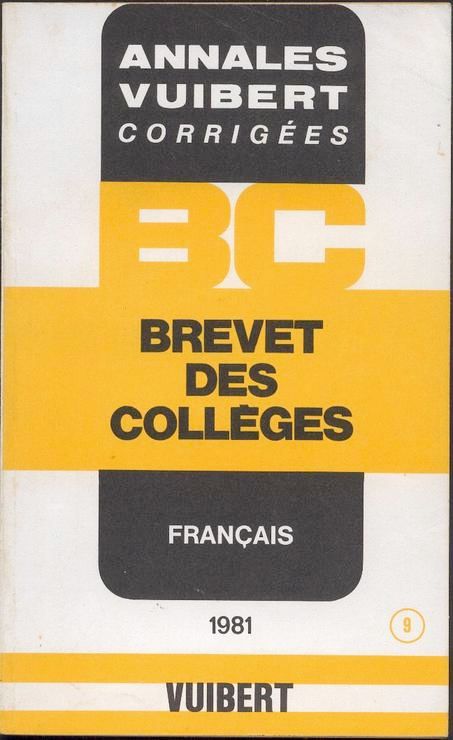 ANNALES
VUIBERT
CORRIGÉES
BC
BREVET
DES
COLLÈGES
FRANÇAIS
1981
9
VUIBERT